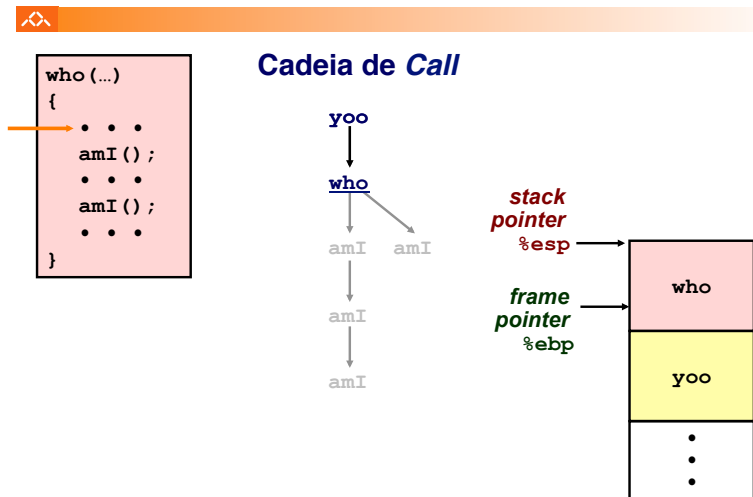 Cadeia de Call
who(…)
{
• • •
amI();
• • •
amI();
• • •
}
yoo
who
amI amI
amI
amI
stack
pointer
%esp
frame
pointer
%ebp
who
yoo
•
•
•